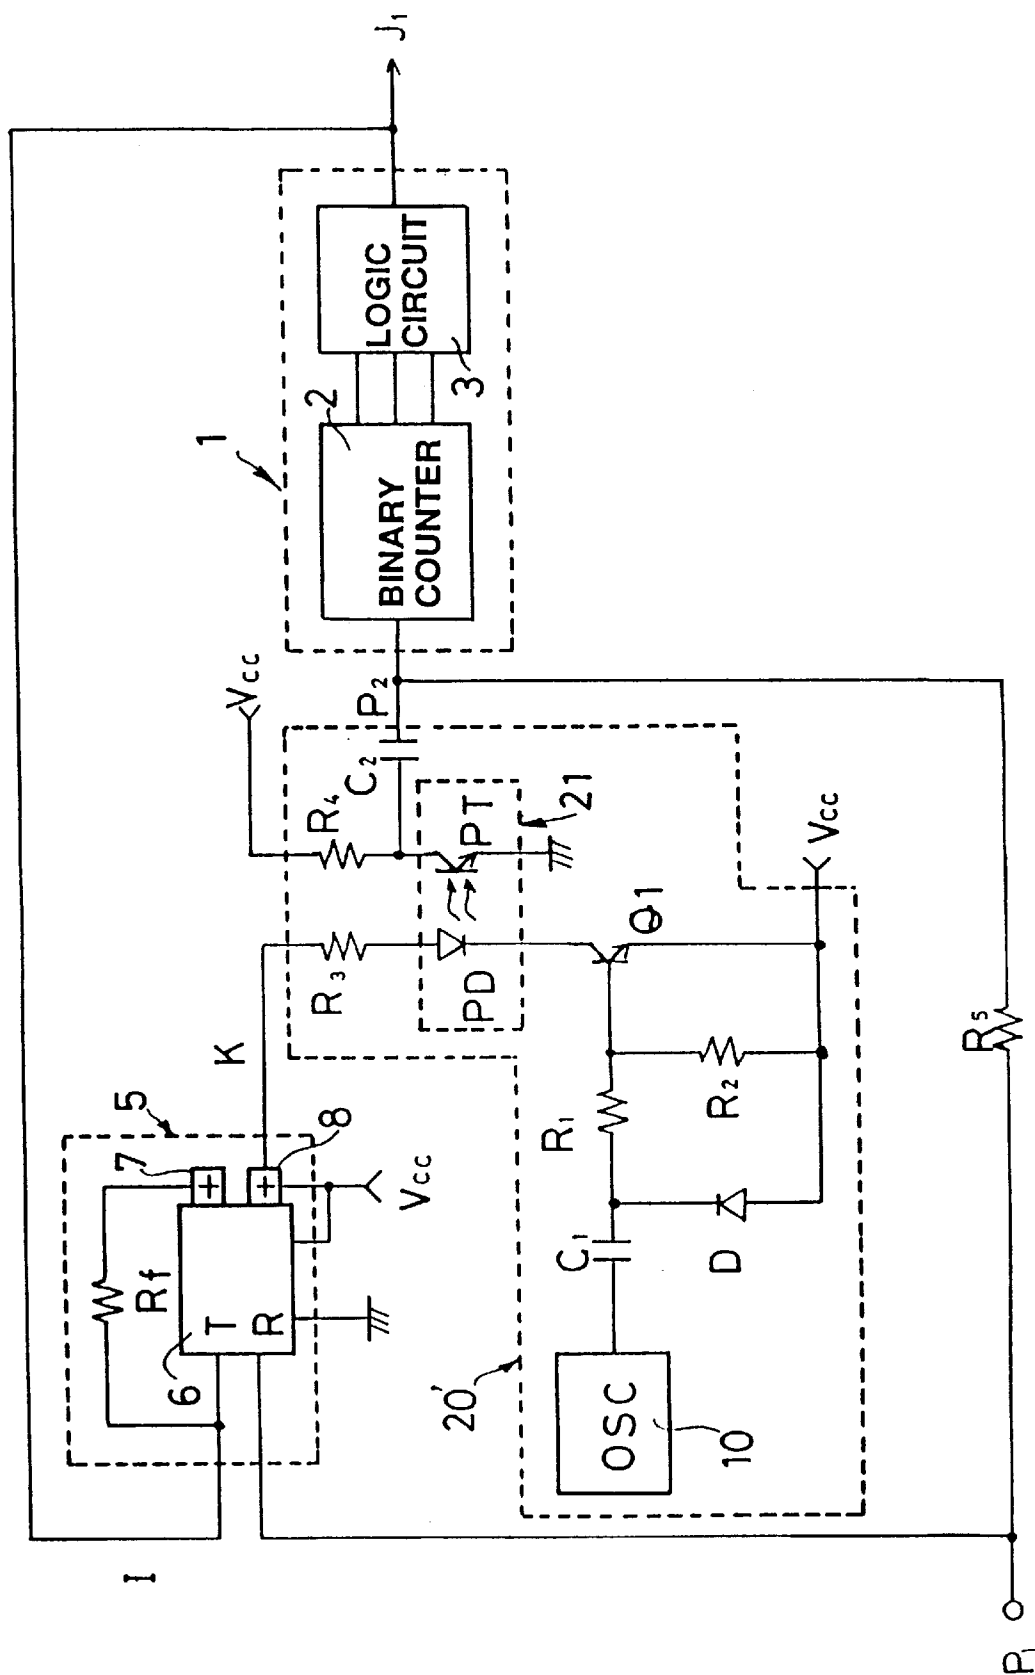 J₁
1
2
3
BINARY
COUNTER
LOGIC
CIRCUIT
Vcc
P₂
C₂
R₄
PT
21
R₃
PD
Q1
Vcc
K
5
7
8
Rf
6
T
R
+
+
Vcc
I
R₁
R₂
C₁
D
20'
OSC
10
R₅
P₁